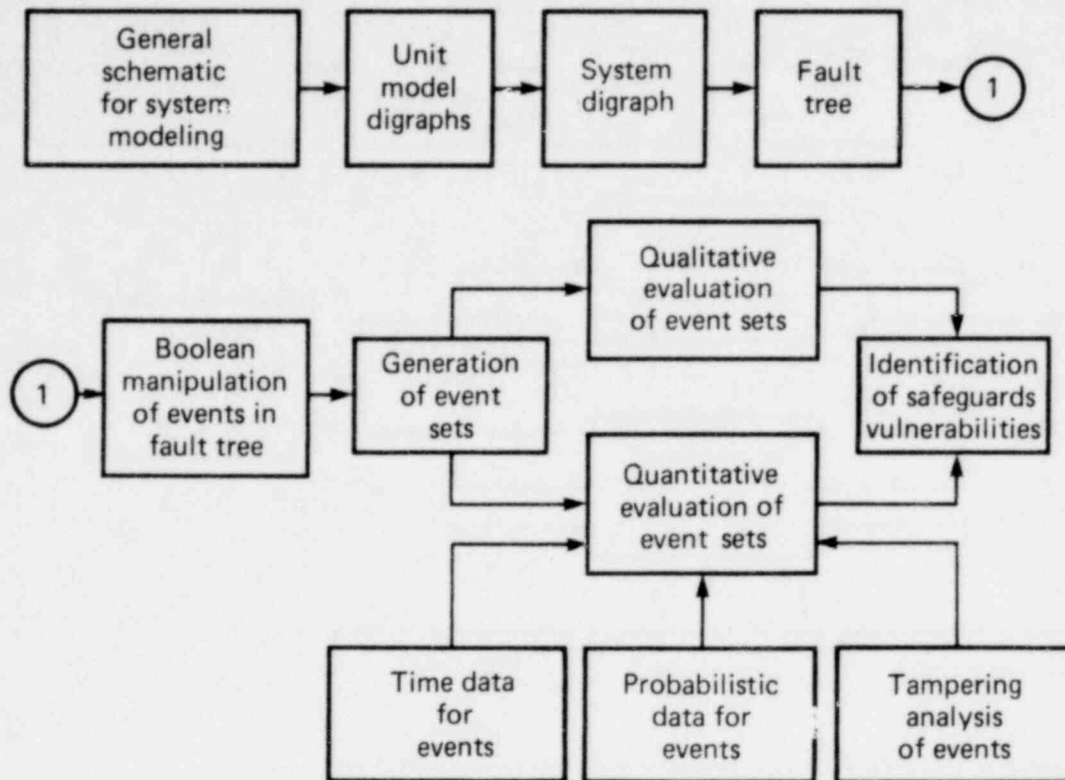 General
schematic
for system
modeling
Unit
model
digraphs
System
digraph
Fault
tree
1
1
Boolean
manipulation
of events in
fault tree
Generation
of event
sets
Qualitative
evaluation
of event sets
Quantitative
evaluation of
event sets
Identification
of safeguards
vulnerabilities
Time data
for
events
Probabilistic
data for
events
Tampering
analysis
of events